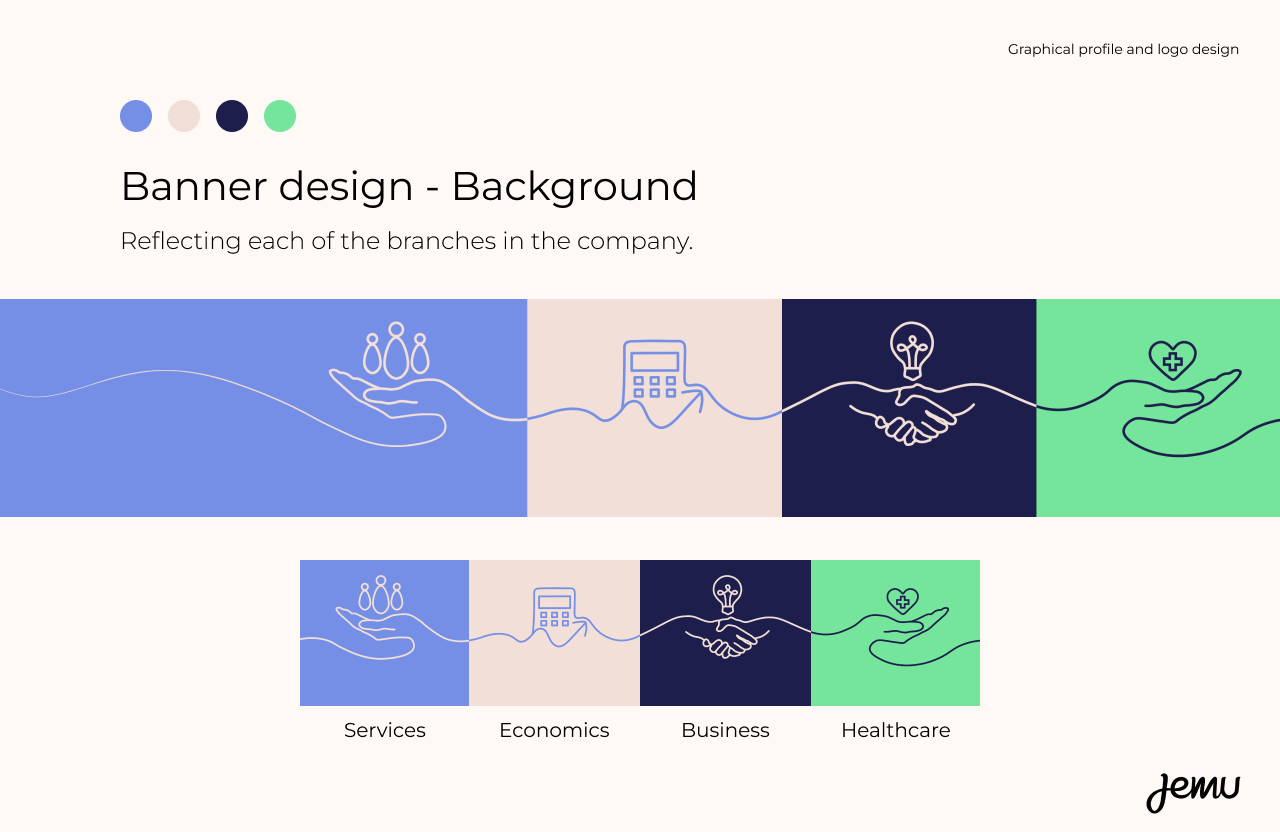 Graphical profile and logo design
Banner design - Background
Reflecting each of the branches in the company.
Services
Economics
Business
Healthcare
jemu